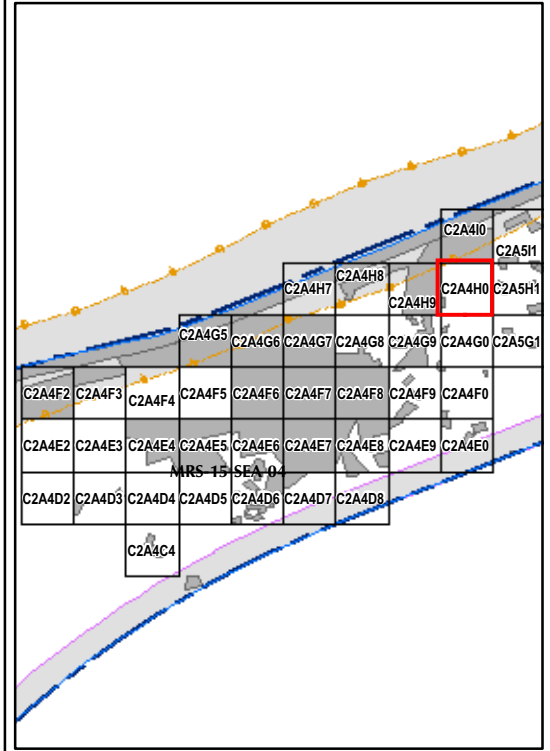 C2A4I0
C2A5I1
C2A4H7 C2A4H8 C2A4H9 C2A4H0 C2A5H1
C2A4G5 C2A4G6 C2A4G7 C2A4G8 C2A4G9 C2A4G0 C2A5G1
C2A4F2 C2A4F3 C2A4F4 C2A4F5 C2A4F6 C2A4F7 C2A4F8 C2A4F9 C2A4F0
C2A4E2 C2A4E3 C2A4E4 C2A4E5 C2A4E6 C2A4E7 C2A4E8 C2A4E9 C2A4E0
MRS-15-SEA-04
C2A4D2 C2A4D3 C2A4D4 C2A4D5 C2A4D6 C2A4D7 C2A4D8
C2A4C4